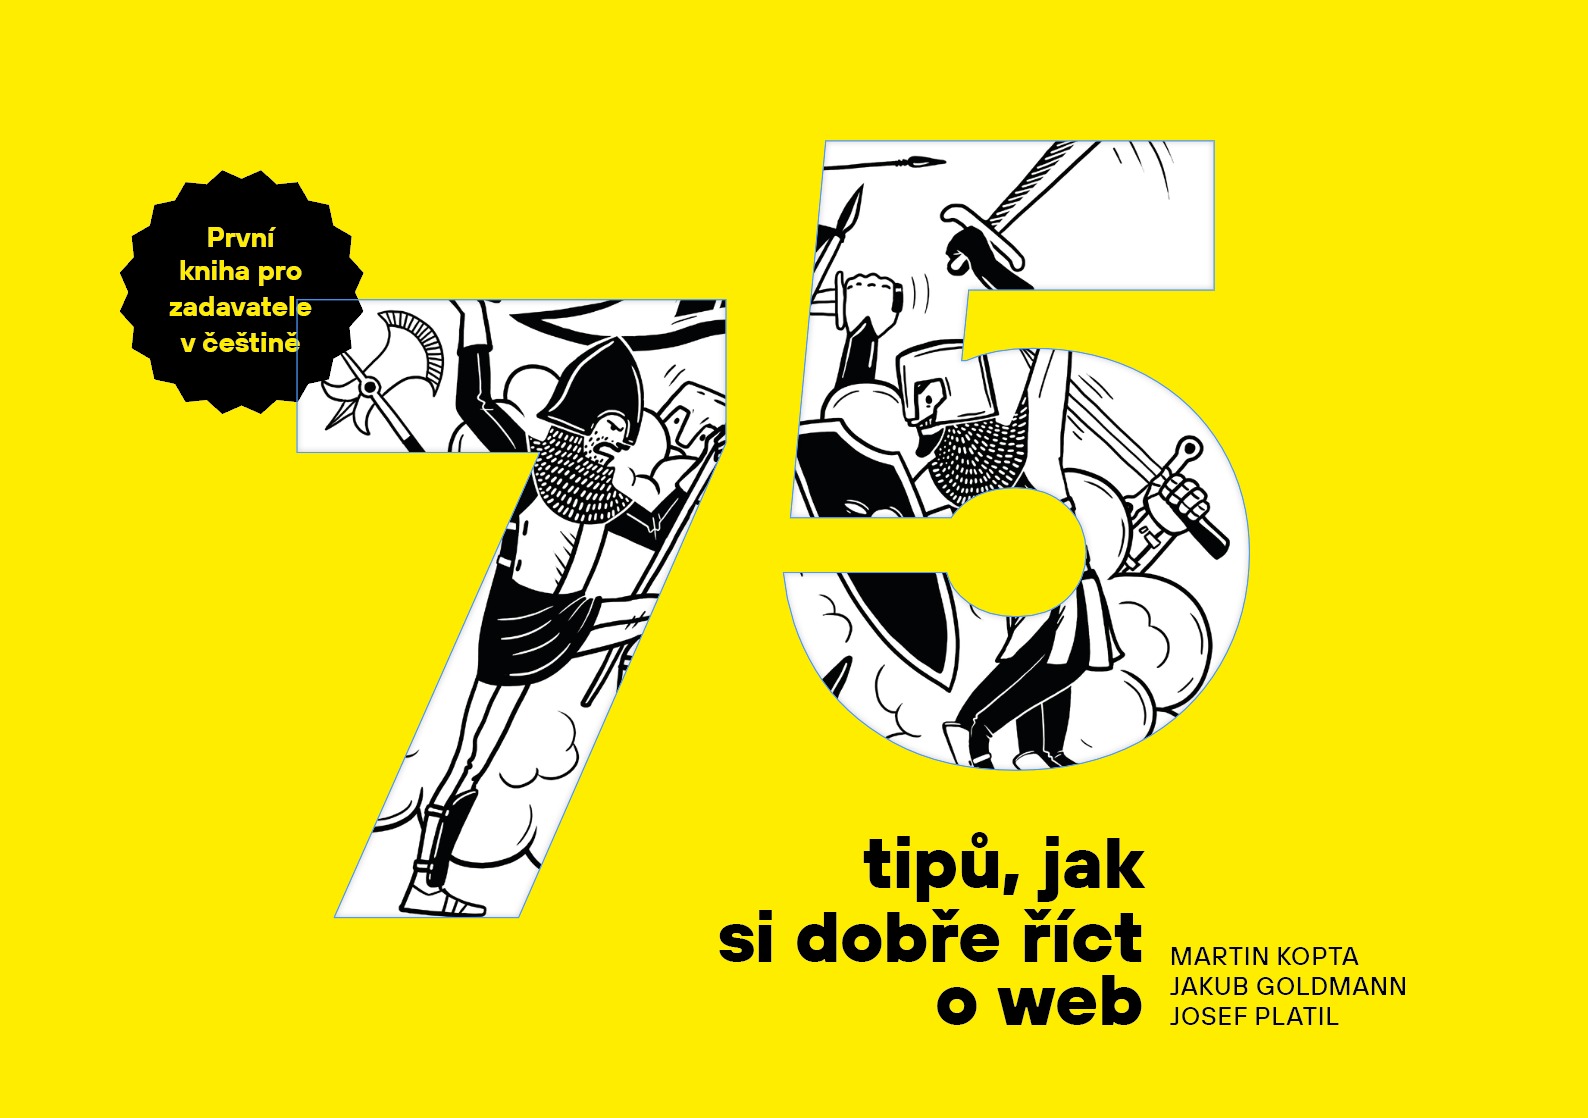 První
kniha pro
zadavatele
v češtině
75
tipů, jak
si dobře říct
o web
MARTIN KOPTA
JAKUB GOLDMANN
JOSEF PLATIL